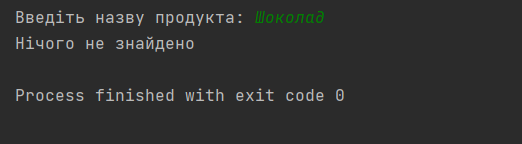 Введіть назву продукта: Шоколад
Нічого не знайдено
Process finished with exit code 0